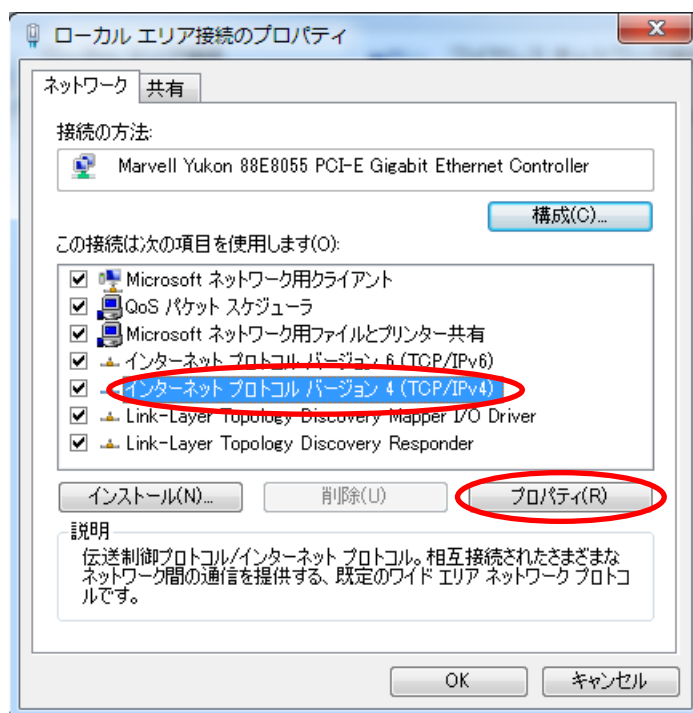 ローカル エリア接続のプロパティ
ネットワーク 共有
接続の方法:
Marvell Yukon 88E8055 PCI-E Gigabit Ethernet Controller
構成(C)...
この接続は次の項目を使用します(O):
Microsoft ネットワーク用クライアント
QoS パケット スケジューラ
Microsoft ネットワーク用ファイルとプリンター共有
インターネット プロトコル バージョン 6 (TCP/IPv6)
インターネット プロトコル バージョン 4 (TCP/IPv4)
Link-Layer Topology Discovery Mapper I/O Driver
Link-Layer Topology Discovery Responder
インストール(N)... 削除(U) プロパティ(R)
説明
伝送制御プロトコル/インターネット プロトコル。相互接続されたさまざまな
ネットワーク間の通信を提供する、既定のワイド エリア ネットワーク プロトコ
ルです。
OK キャンセル